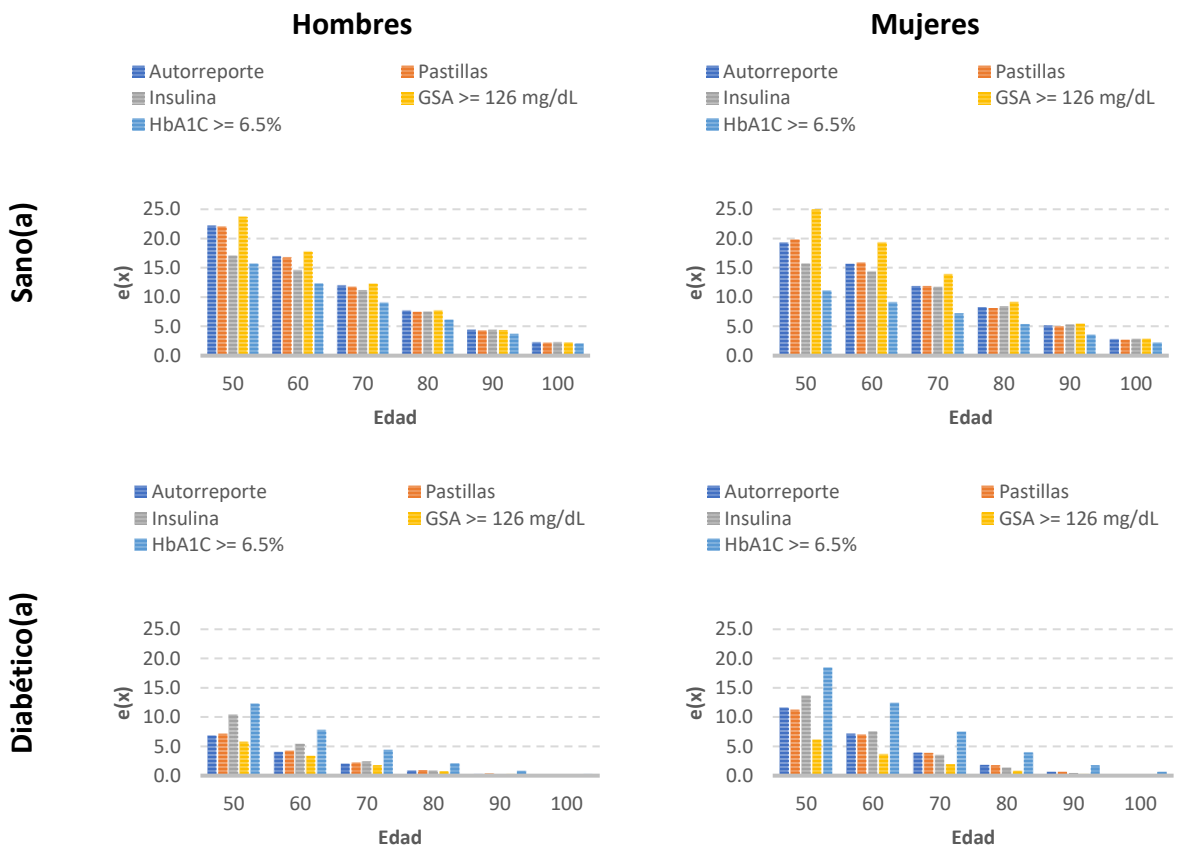 Hombres
Mujeres
Sano(a)
Autorreporte Pastillas
Insulina GSA >= 126 mg/dL
HbA1C >= 6.5%
e(x)
25.0
20.0
15.0
10.0
5.0
0.0
50 60 70 80 90 100
Edad
Autorreporte Pastillas
Insulina GSA >= 126 mg/dL
HbA1C >= 6.5%
e(x)
25.0
20.0
15.0
10.0
5.0
0.0
50 60 70 80 90 100
Edad
Diabético(a)
Autorreporte Pastillas
Insulina GSA >= 126 mg/dL
HbA1C >= 6.5%
e(x)
25.0
20.0
15.0
10.0
5.0
0.0
50 60 70 80 90 100
Edad
Autorreporte Pastillas
Insulina GSA >= 126 mg/dL
HbA1C >= 6.5%
e(x)
25.0
20.0
15.0
10.0
5.0
0.0
50 60 70 80 90 100
Edad